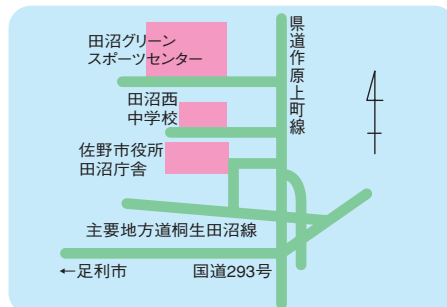 田沼グリーン
スポーツセンター
県道作原上町線
田沼西
中学校
佐野市役所
田沼庁舎
主要地方道桐生田沼線
←足利市
国道293号